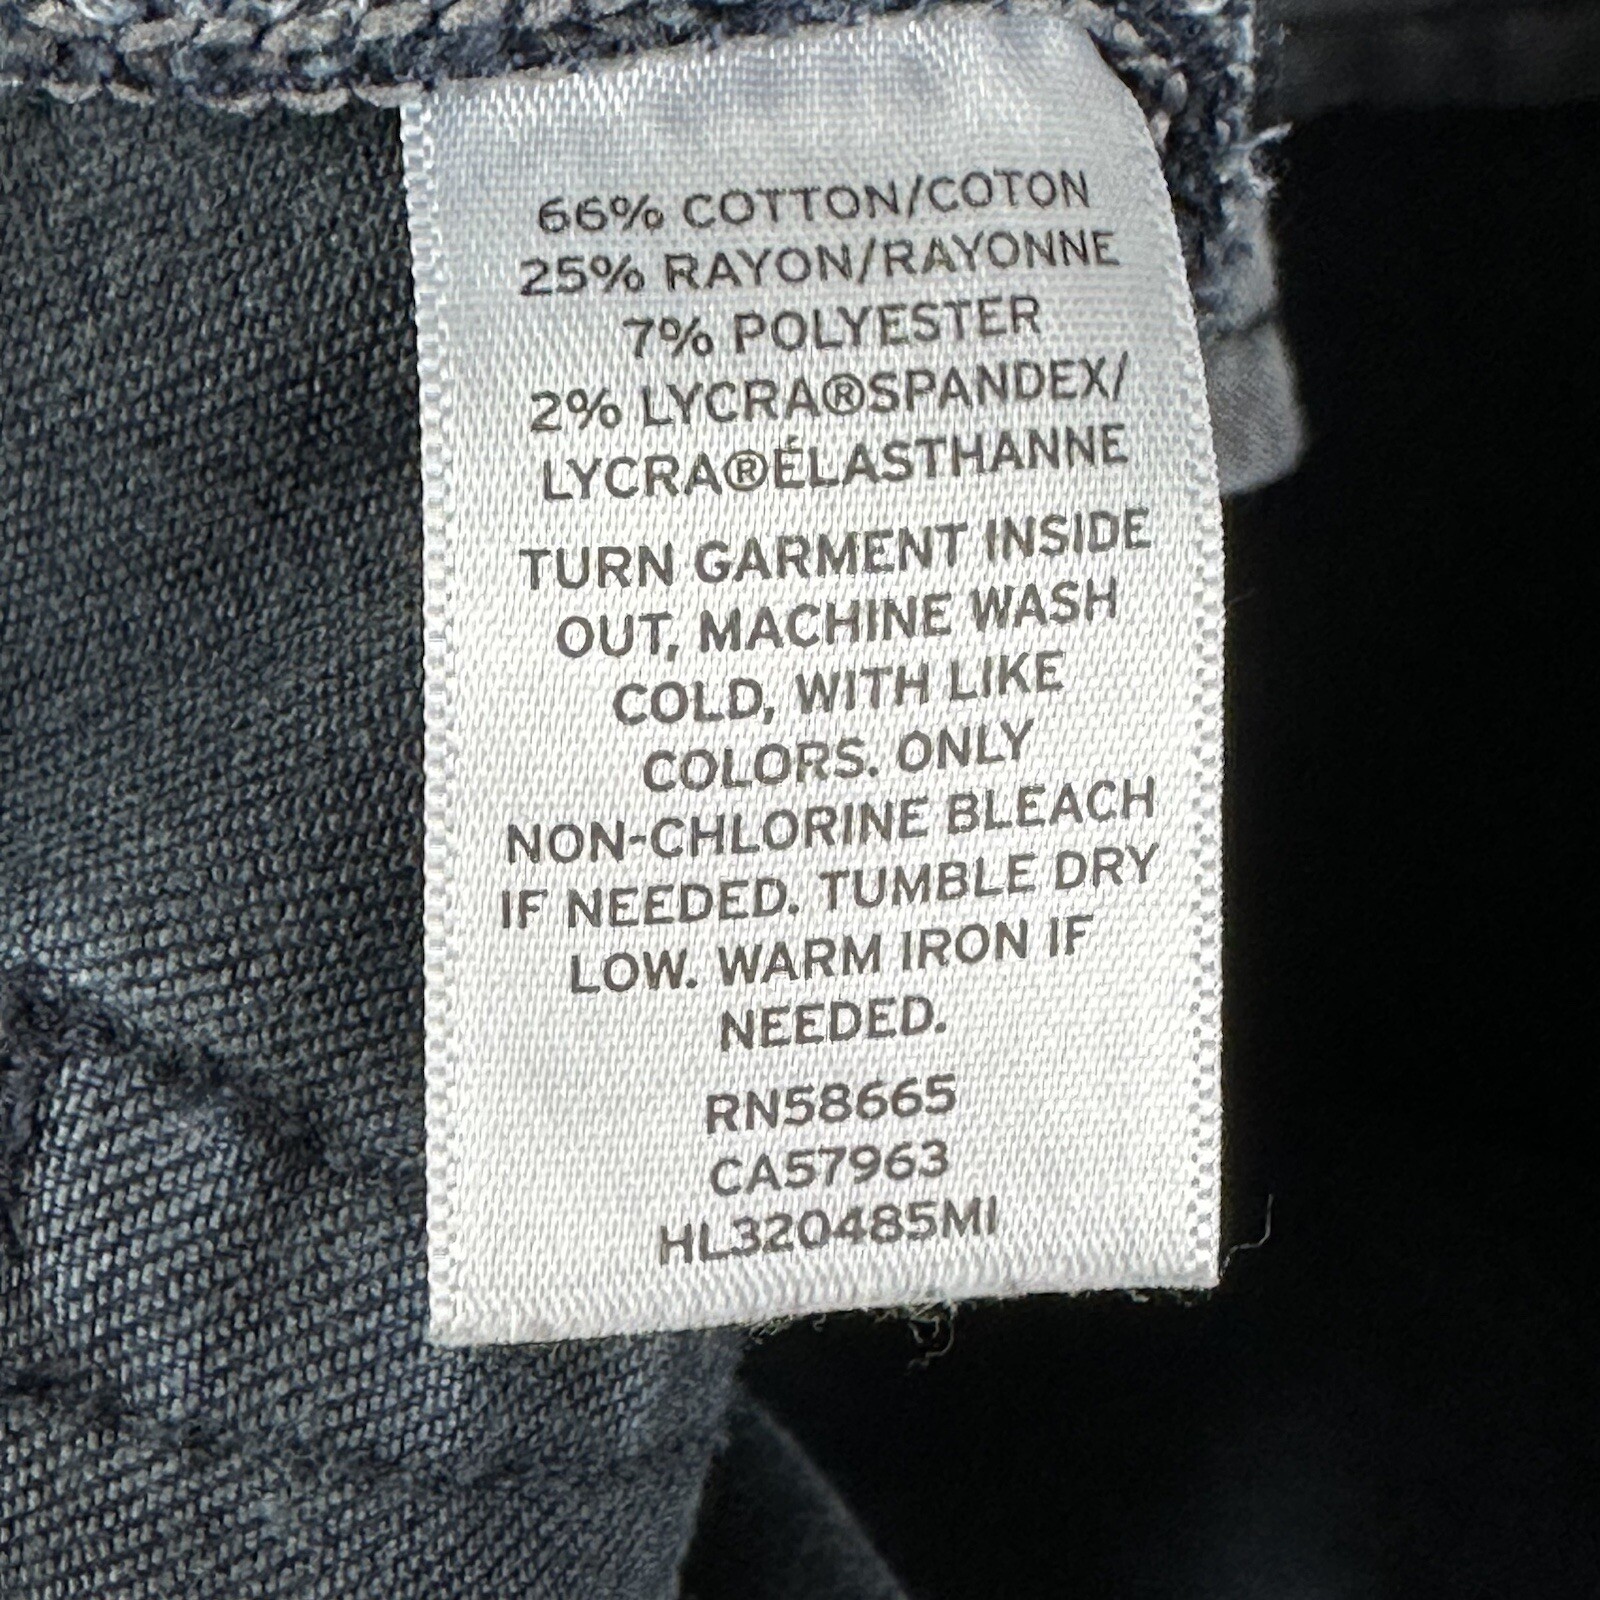 66% COTTON/COTON
25% RAYON/RAYONNE
7% POLYESTER
2% LYCRA®SPANDEX/
LYCRA®ÉLASTHANNE
TURN GARMENT INSIDE
OUT, MACHINE WASH
COLD, WITH LIKE
COLORS. ONLY
NON-CHLORINE BLEACH
IF NEEDED. TUMBLE DRY
LOW. WARM IRON IF
NEEDED.
RN58665
CA57963
HL320485MI